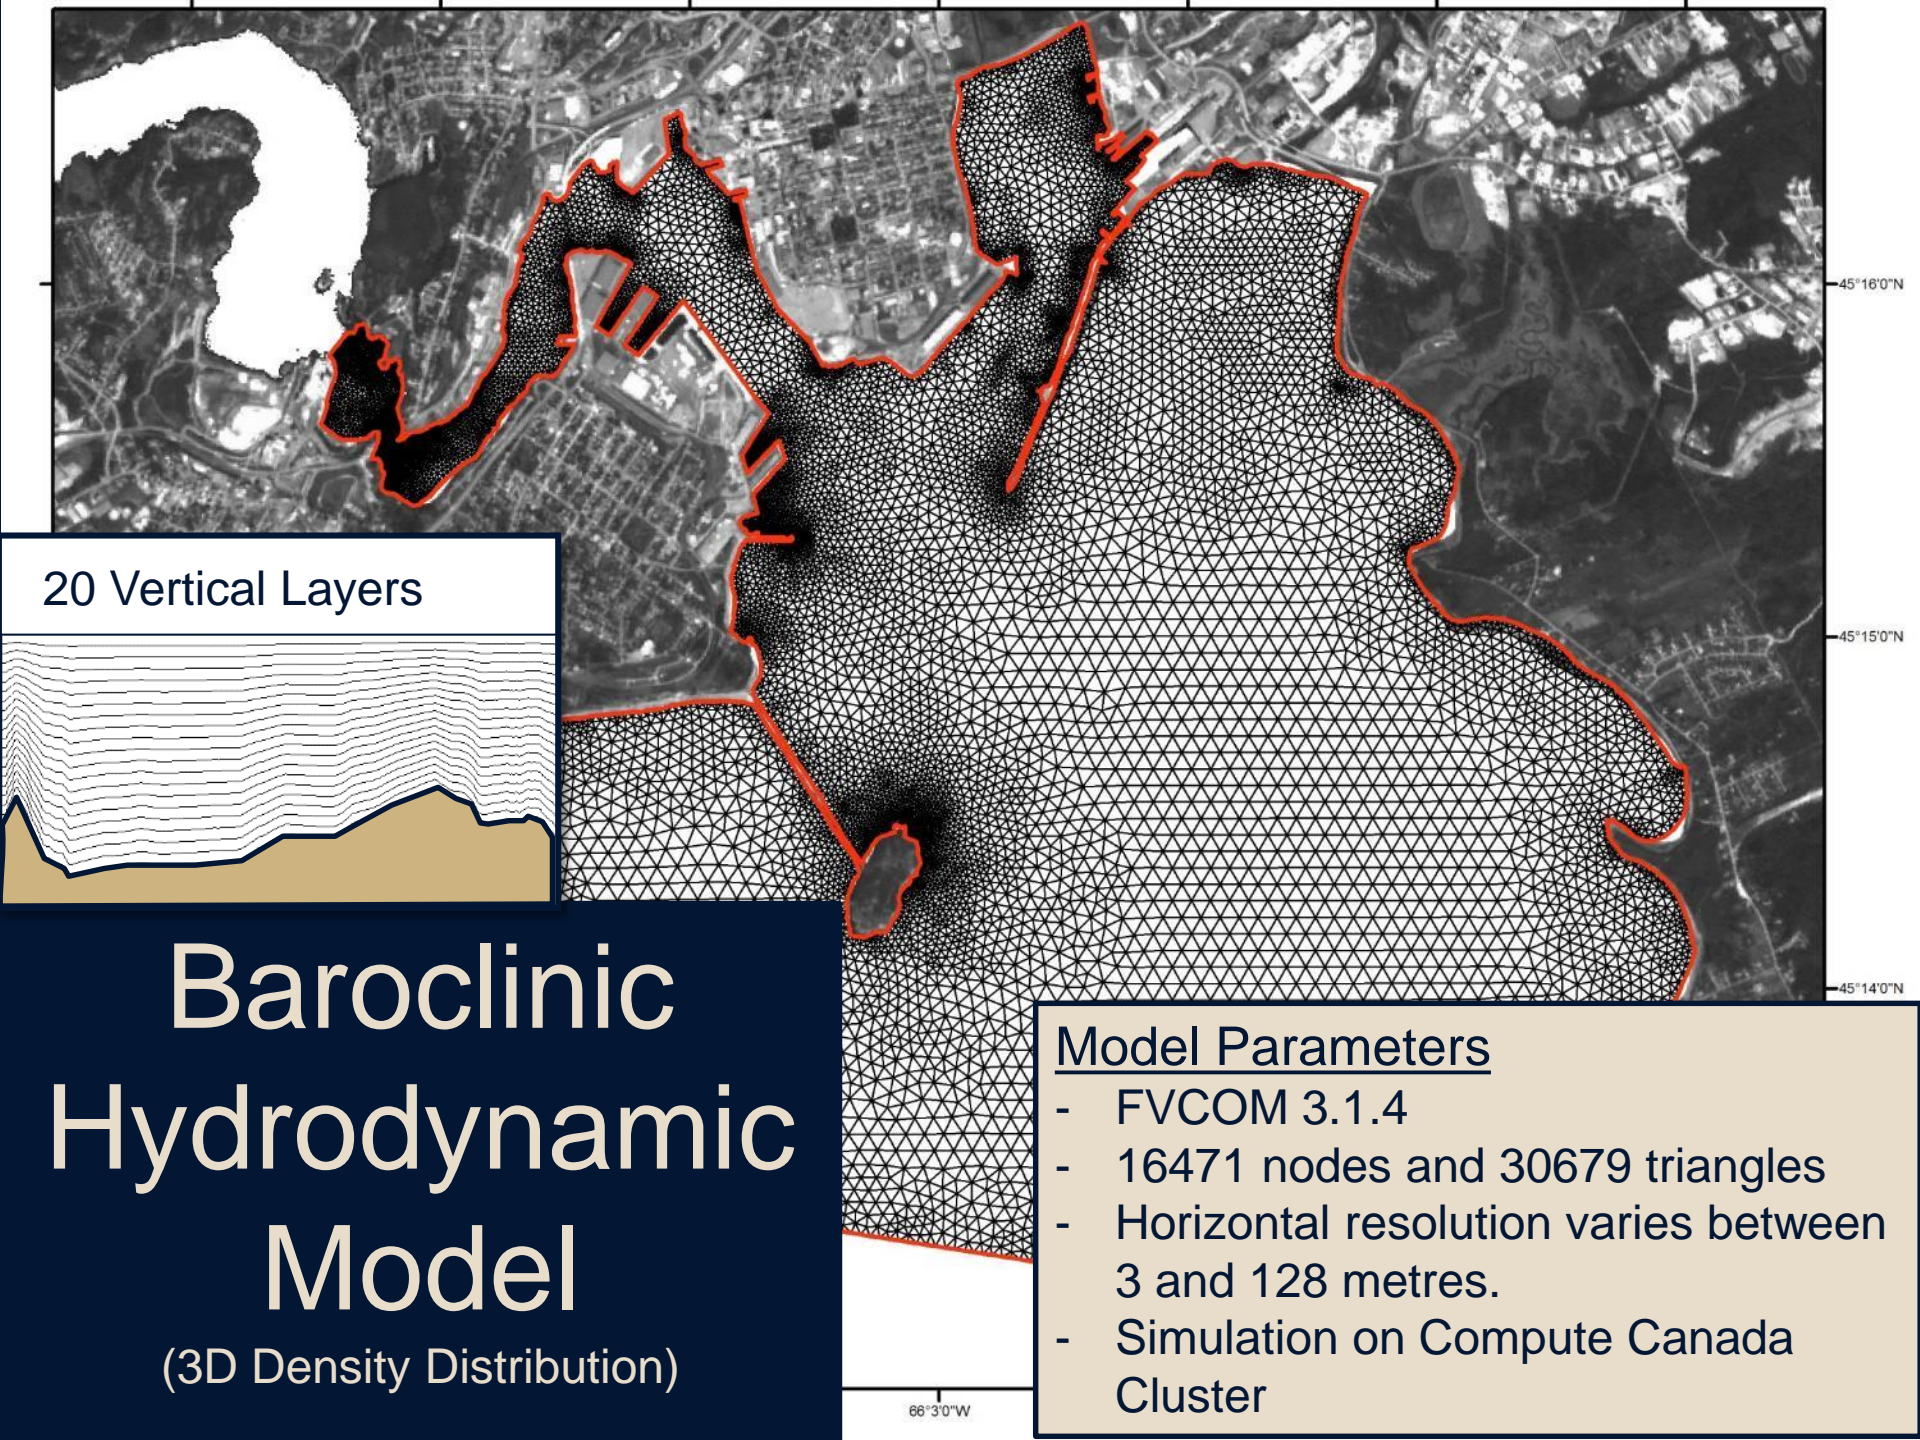 45°16'0"N
20 Vertical Layers
45°15'0"N
45°14'0"N
Baroclinic
Hydrodynamic
Model
(3D Density Distribution)
66°3'0"W
Model Parameters
- FVCOM 3.1.4
- 16471 nodes and 30679 triangles
- Horizontal resolution varies between
3 and 128 metres.
- Simulation on Compute Canada
Cluster